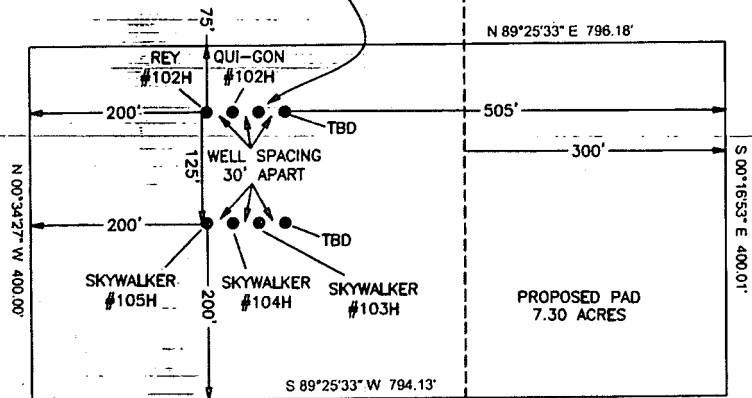 N 89°25'33" E 796.18'
75'
REY
#102H
QUI-GON
#102H
200'
505'
TBD
WELL SPACING
30' APART
125'
300'
N 00°34'27" W 400.00'
S 00°16'53" E 400.01'
200'
TBD
SKYWALKER
#105H
SKYWALKER
#104H
SKYWALKER
#103H
200'
PROPOSED PAD
7.30 ACRES
S 89°25'33" W 794.13'